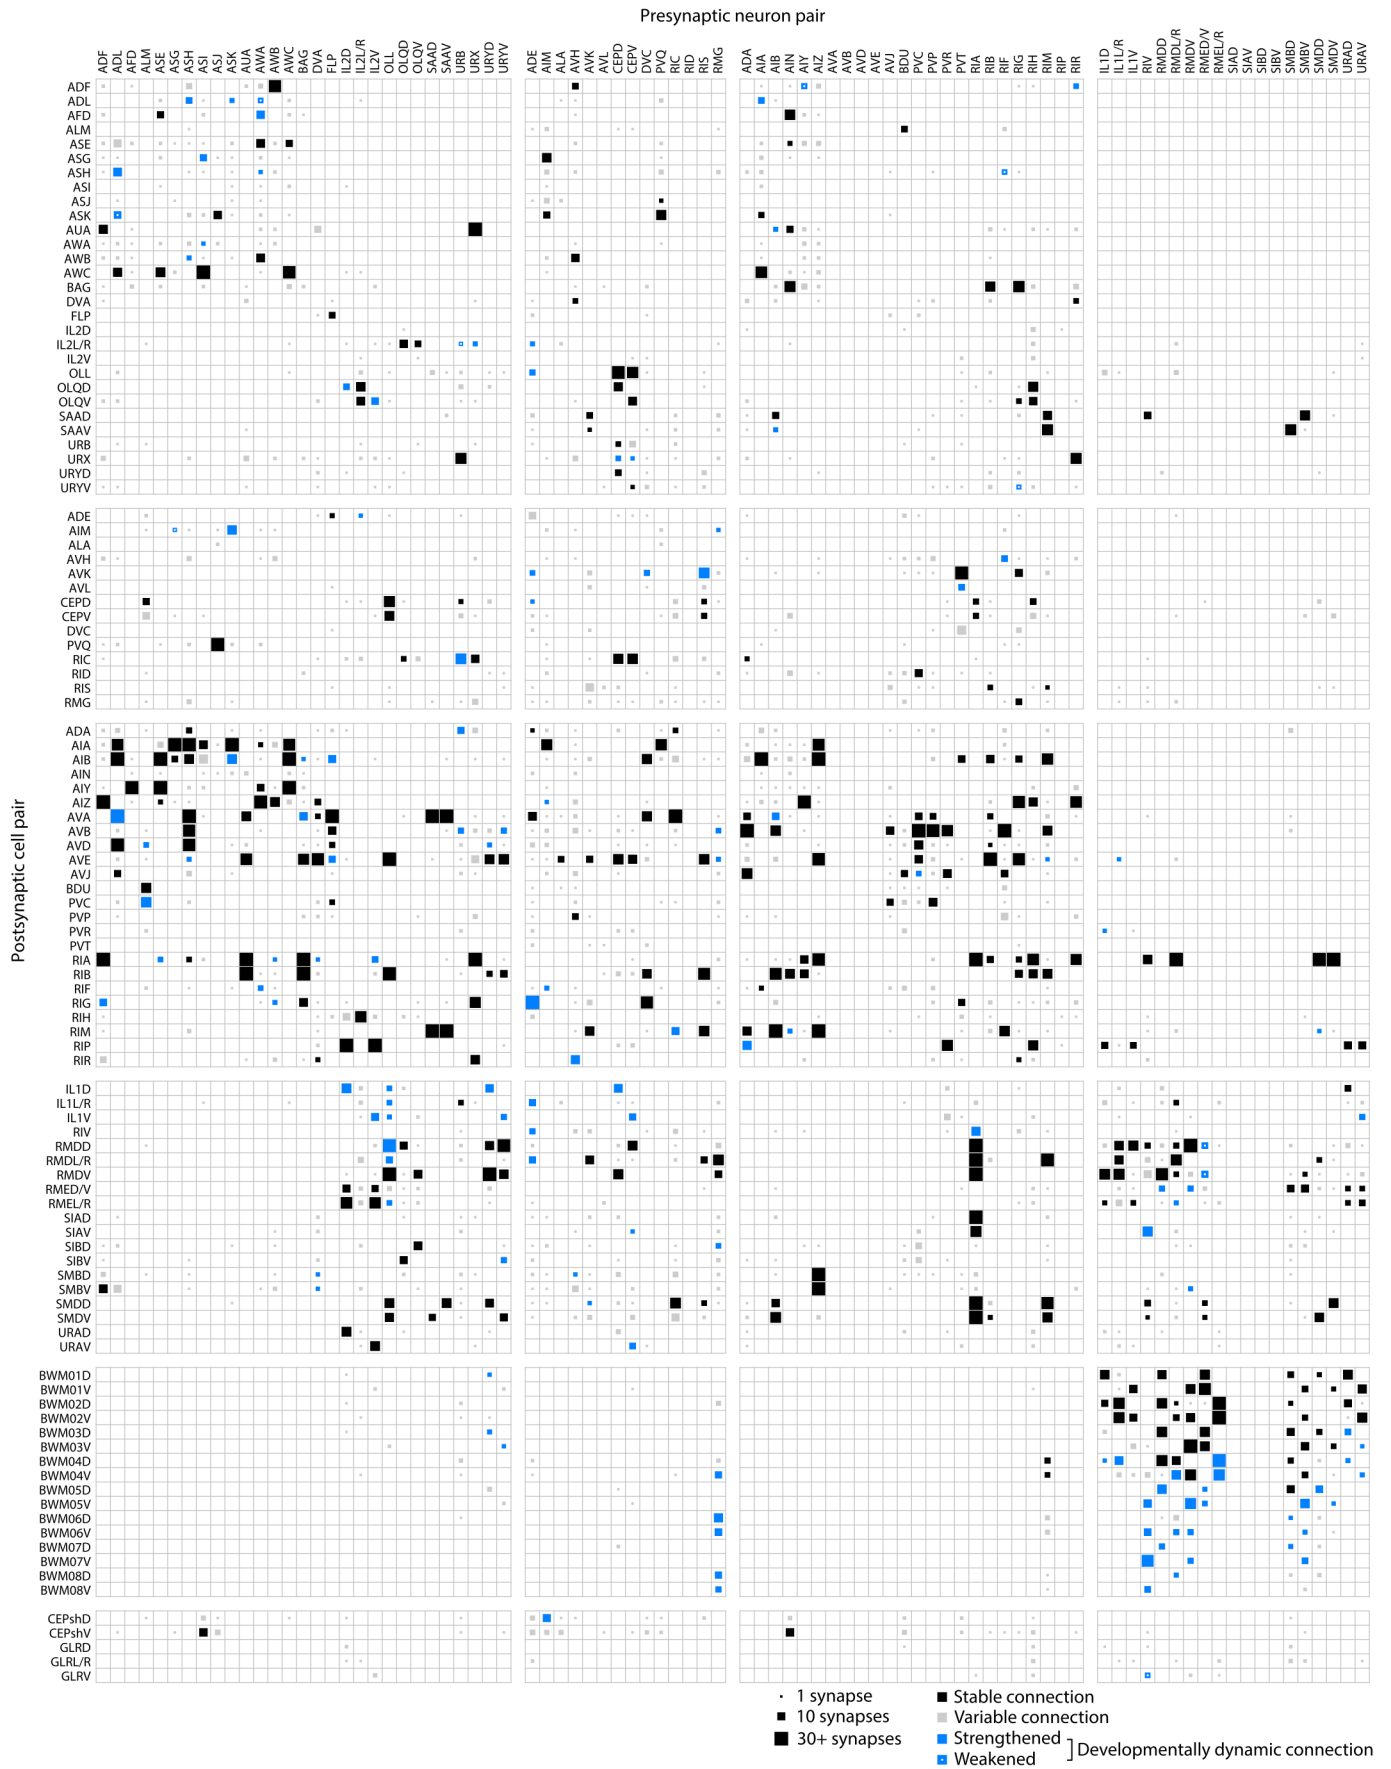 Presynaptic neuron pair
ADF ADL AFD ALM ASE ASG ASH ASI ASJ ASK AUA AWA AWB AWC BAG DVA FLP IL2D IL2L/R IL2V OLL OLQD OLQV SAAD SAAV URB URX URYD URYV ADE AIM ALA AVH AVK AVL CEPD CEPV DVC PVQ RIC RID RIS RMG ADA AIA AIB AIN AIY AIZ AVA AVB AVD AVE AVJ BDU PVC PVP PVR PVT RIA RIB RIF RIG RIH RIM RIP RIR IL1D IL1L/R IL1V RIV RMDD RMDL/R RMDV RMED/V RMEL/R SIAD SIAV SIBD SIBV SMBD SMBV SMDD SMDV URAD URAV
Postsynaptic cell pair
ADF
ADL
AFD
ALM
ASE
ASG
ASH
ASI
ASJ
ASK
AUA
AWA
AWB
AWC
BAG
DVA
FLP
IL2D
IL2L/R
IL2V
OLL
OLQD
OLQV
SAAD
SAAV
URB
URX
URYD
URYV
ADE
AIM
ALA
AVH
AVK
AVL
CEPD
CEPV
DVC
PVQ
RIC
RID
RIS
RMG
ADA
AIA
AIB
AIN
AIY
AIZ
AVA
AVB
AVD
AVE
AVJ
BDU
PVC
PVP
PVR
PVT
RIA
RIB
RIF
RIG
RIH
RIM
RIP
RIR
IL1D
IL1L/R
IL1V
RIV
RMDD
RMDL/R
RMDV
RMED/V
RMEL/R
SIAD
SIAV
SIBD
SIBV
SMBD
SMBV
SMDD
SMDV
URAD
URAV
BWM01D
BWM01V
BWM02D
BWM02V
BWM03D
BWM03V
BWM04D
BWM04V
BWM05D
BWM05V
BWM06D
BWM06V
BWM07D
BWM07V
BWM08D
BWM08V
CEPshD
CEPshV
GLRD
GLRL/R
GLRV
1 synapse
10 synapses
30+ synapses
Stable connection
Variable connection
Strengthened
Weakened
Developmentally dynamic connection